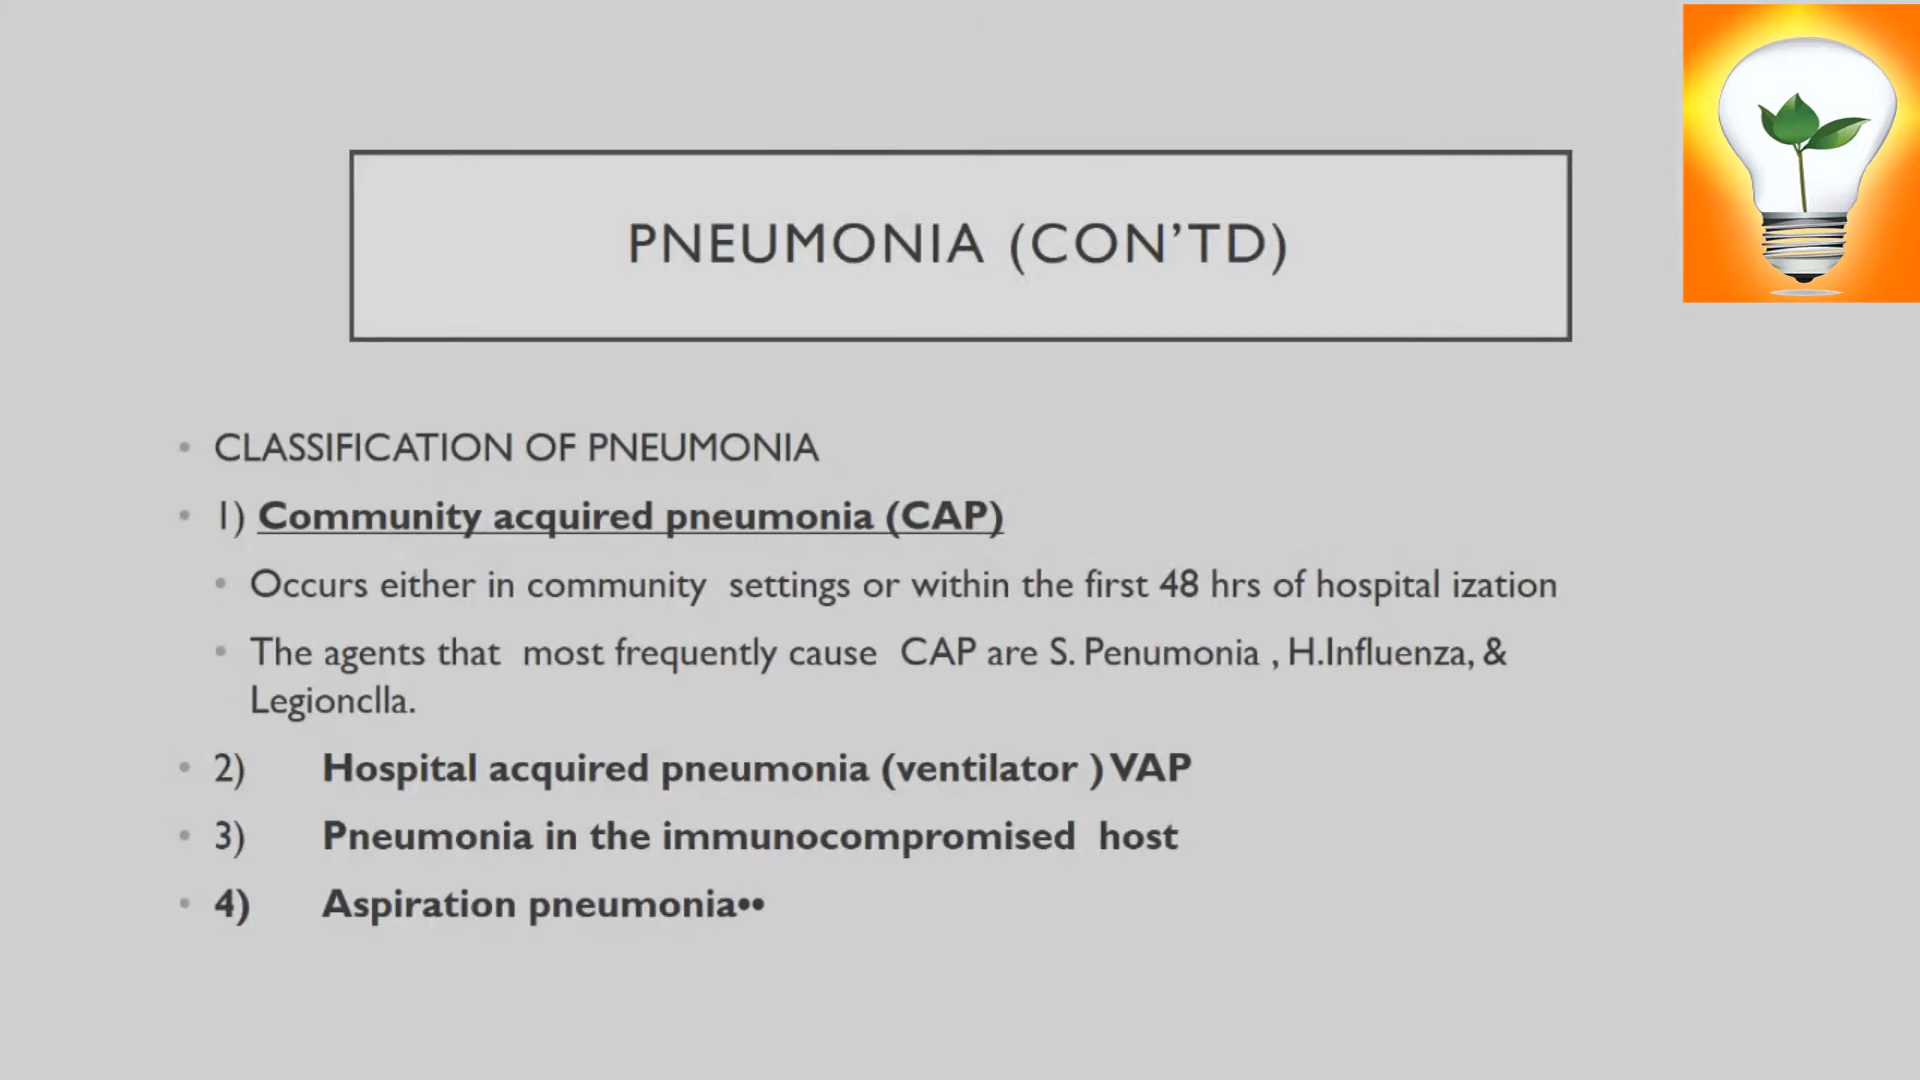 PNEUMONIA (CON’TD)
• CLASSIFICATION OF PNEUMONIA
• 1) Community acquired pneumonia (CAP)
• Occurs either in community settings or within the first 48 hrs of hospital ization
• The agents that most frequently cause CAP are S. Penumonia , H.Influenza, &
Legionclla.
• 2) Hospital acquired pneumonia (ventilator ) VAP
• 3) Pneumonia in the immunocompromised host
• 4) Aspiration pneumonia••